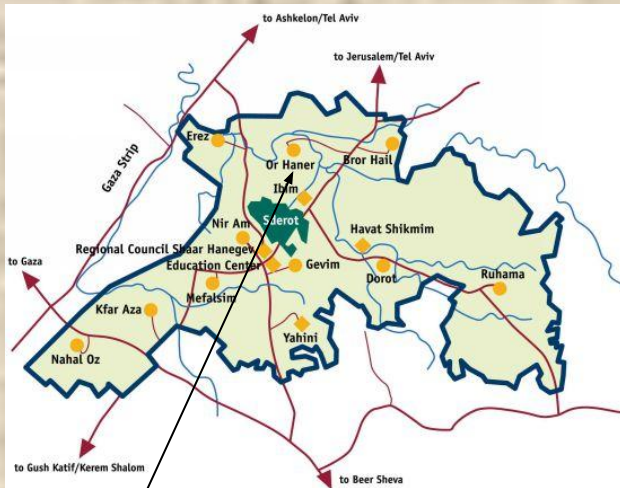 to Ashkelon/Tel Aviv
to Jerusalem/Tel Aviv
Gaza Strip
Erez
Or Haner
Bror Hail
Ibim
Sderot
Nir Am
Havat Shikmim
Regional Council Shaar Hanegev
Education Center
Gevim
Dorot
Ruhama
to Gaza
Mefalsim
Kfar Aza
Yahini
Nahal Oz
to Gush Katif/Kerem Shalom
to Beer Sheva